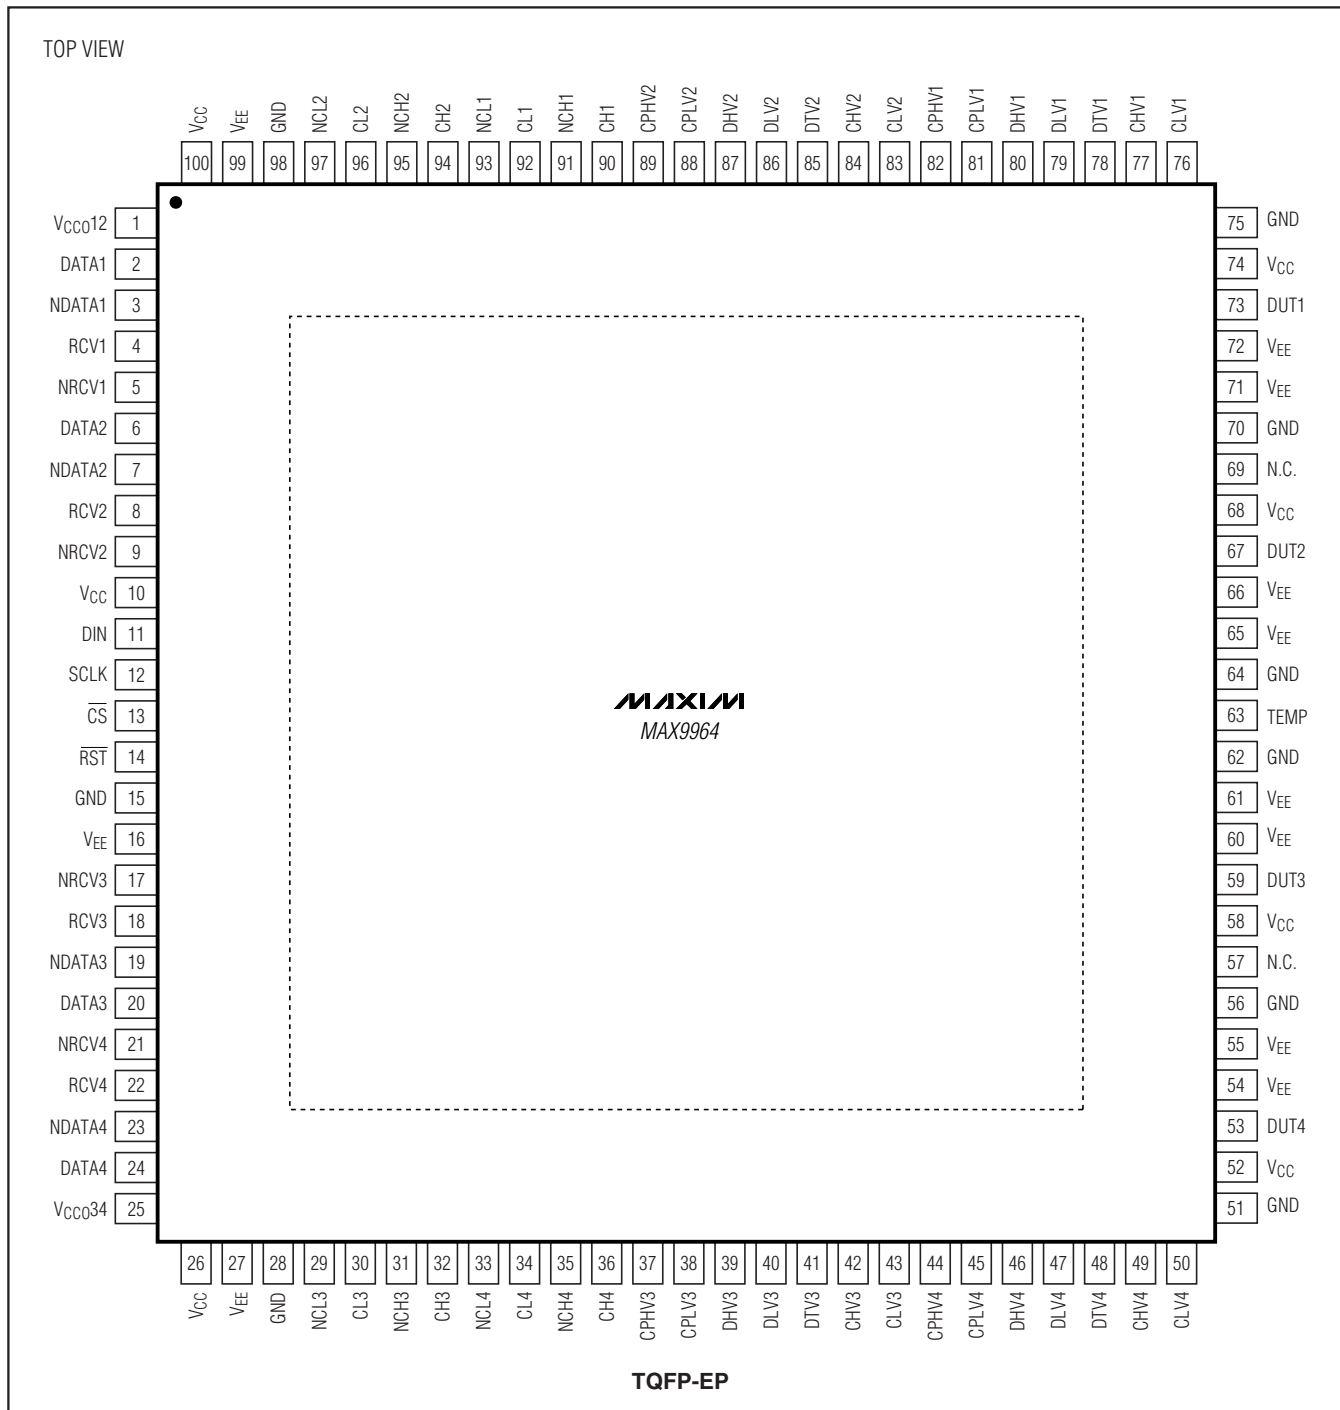 TOP VIEW
VCC
VEE
GND
NCL2
CL2
NCH2
CH2
NCL1
CL1
NCH1
CH1
CPHV2
CPLV2
DHV2
DLV2
DTV2
CHV2
CLV2
CPHV1
CPLV1
DHV1
DLV1
DTV1
CHV1
CLV1
100 99 98 97 96 95 94 93 92 91 90 89 88 87 86 85 84 83 82 81 80 79 78 77 76
VCCO12 1
DATA1 2
NDATA1 3
RCV1 4
NRCV1 5
DATA2 6
NDATA2 7
RCV2 8
NRCV2 9
VCC 10
DIN 11
SCLK 12
CS 13
RST 14
GND 15
VEE 16
NRCV3 17
RCV3 18
NDATA3 19
DATA3 20
NRCV4 21
RCV4 22
NDATA4 23
DATA4 24
VCCO34 25
MAXIM
MAX9964
75 GND
74 VCC
73 DUT1
72 VEE
71 VEE
70 GND
69 N.C.
68 VCC
67 DUT2
66 VEE
65 VEE
64 GND
63 TEMP
62 GND
61 VEE
60 VEE
59 DUT3
58 VCC
57 N.C.
56 GND
55 VEE
54 VEE
53 DUT4
52 VCC
51 GND
26 27 28 29 30 31 32 33 34 35 36 37 38 39 40 41 42 43 44 45 46 47 48 49 50
VCC
VEE
GND
NCL3
CL3
NCH3
CH3
NCL4
CL4
NCH4
CH4
CPHV3
CPLV3
DHV3
DLV3
DTV3
CHV3
CLV3
CPHV4
CPLV4
DHV4
DLV4
DTV4
CHV4
CLV4
TQFP-EP